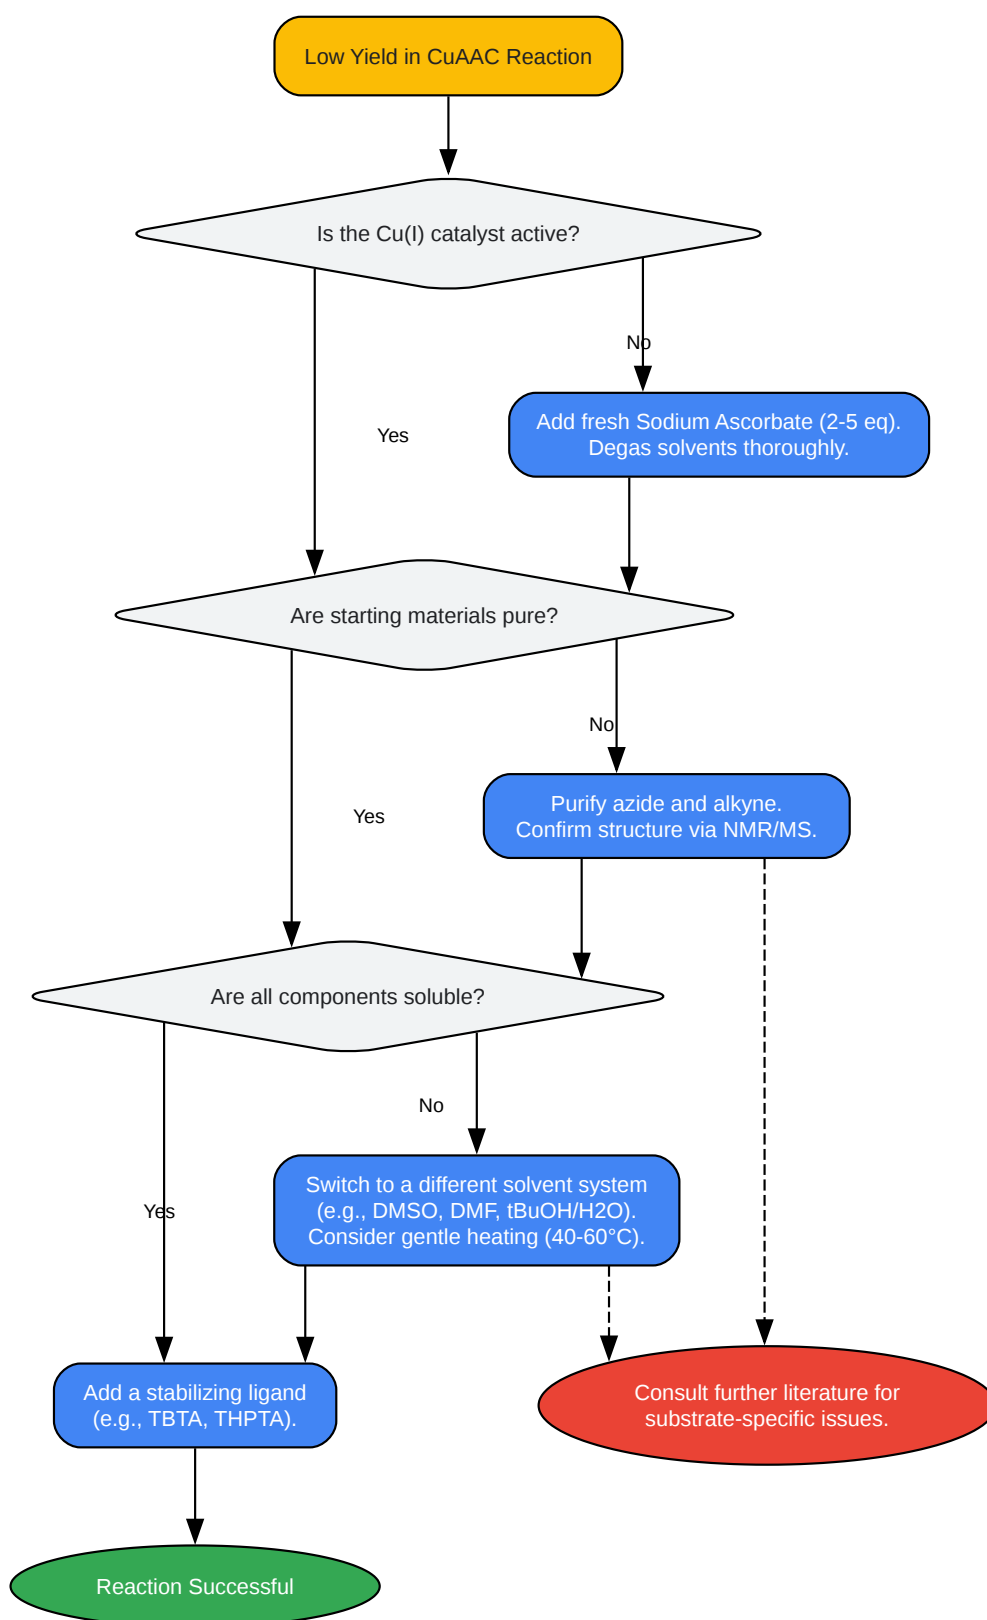 Low Yield in CuAAC Reaction
Is the Cu(I) catalyst active?
No
Add fresh Sodium Ascorbate (2-5 eq).
Degas solvents thoroughly.
Yes
Are starting materials pure?
No
Purify azide and alkyne.
Confirm structure via NMR/MS.
Yes
Are all components soluble?
No
Switch to a different solvent system
(e.g., DMSO, DMF, tBuOH/H2O).
Consider gentle heating (40-60°C).
Yes
Add a stabilizing ligand
(e.g., TBTA, THPTA).
Consult further literature for
substrate-specific issues.
Reaction Successful